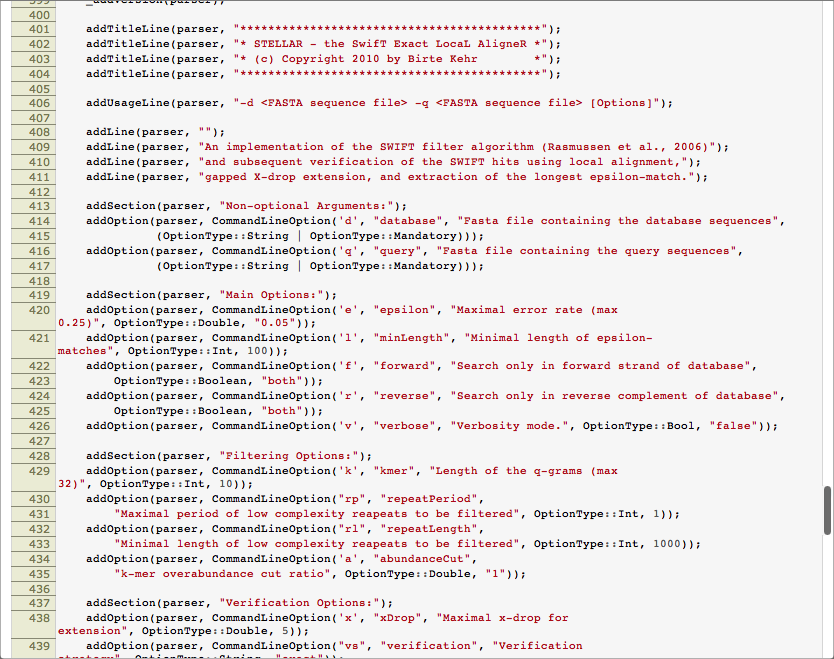 _addVersion(parser);
400
401 addTitleLine(parser, "*******************************************");
402 addTitleLine(parser, "* STELLAR - the SwifT Exact LocaL AligneR *");
403 addTitleLine(parser, "* (c) Copyright 2010 by Birte Kehr *");
404 addTitleLine(parser, "*******************************************");
405
406 addUsageLine(parser, "-d <FASTA sequence file> -q <FASTA sequence file> [Options]");
407
408 addLine(parser, "");
409 addLine(parser, "An implementation of the SWIFT filter algorithm (Rasmussen et al., 2006)");
410 addLine(parser, "and subsequent verification of the SWIFT hits using local alignment,");
411 addLine(parser, "gapped X-drop extension, and extraction of the longest epsilon-match.");
412
413 addSection(parser, "Non-optional Arguments:");
414 addOption(parser, CommandLineOption('d', "database", "Fasta file containing the database sequences",
415 (OptionType::String | OptionType::Mandatory)));
416 addOption(parser, CommandLineOption('q', "query", "Fasta file containing the query sequences",
417 (OptionType::String | OptionType::Mandatory)));
418
419 addSection(parser, "Main Options:");
420 addOption(parser, CommandLineOption('e', "epsilon", "Maximal error rate (max
0.25)", OptionType::Double, "0.05"));
421 addOption(parser, CommandLineOption('l', "minLength", "Minimal length of epsilon-
matches", OptionType::Int, 100));
422 addOption(parser, CommandLineOption('f', "forward", "Search only in forward strand of database",
423 OptionType::Boolean, "both"));
424 addOption(parser, CommandLineOption('r', "reverse", "Search only in reverse complement of database",
425 OptionType::Boolean, "both"));
426 addOption(parser, CommandLineOption('v', "verbose", "Verbosity mode.", OptionType::Bool, "false"));
427
428 addSection(parser, "Filtering Options:");
429 addOption(parser, CommandLineOption('k', "kmer", "Length of the q-grams (max
32)", OptionType::Int, 10));
430 addOption(parser, CommandLineOption("rp", "repeatPeriod",
431 "Maximal period of low complexity reapeats to be filtered", OptionType::Int, 1));
432 addOption(parser, CommandLineOption("rl", "repeatLength",
433 "Minimal length of low complexity reapeats to be filtered", OptionType::Int, 1000));
434 addOption(parser, CommandLineOption('a', "abundanceCut",
435 "k-mer overabundance cut ratio", OptionType::Double, "1"));
436
437 addSection(parser, "Verification Options:");
438 addOption(parser, CommandLineOption('x', "xDrop", "Maximal x-drop for
extension", OptionType::Double, 5));
439 addOption(parser, CommandLineOption("vs", "verification", "Verification